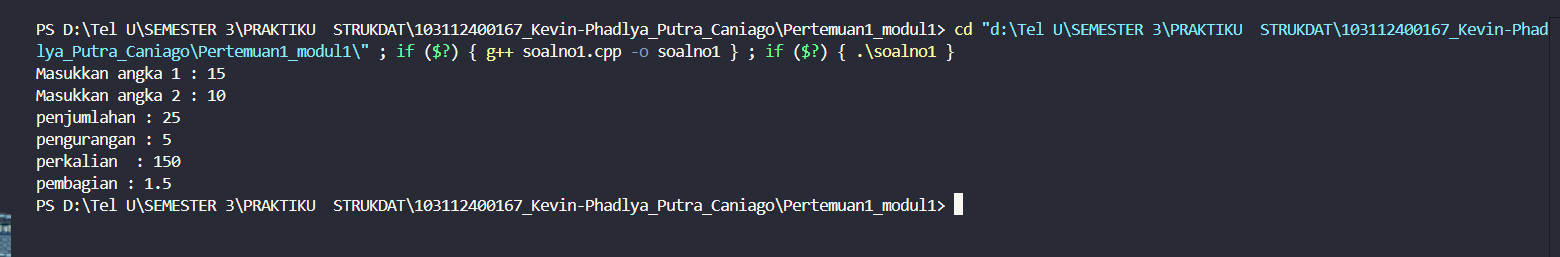 PS D:\Tel U\SEMESTER 3\PRAKTIKU  STRUKDAT\103112400167_Kevin-Phadlya_Putra_Caniago\Pertemuan1_modul1> cd "d:\Tel U\SEMESTER 3\PRAKTIKU  STRUKDAT\103112400167_Kevin-Phad
lya_Putra_Caniago\Pertemuan1_modul1\" ; if ($?) { g++ soalno1.cpp -o soalno1 } ; if ($?) { .\soalno1 }
Masukkan angka 1 : 15
Masukkan angka 2 : 10
penjumlahan : 25
pengurangan : 5
perkalian  : 150
pembagian : 1.5
PS D:\Tel U\SEMESTER 3\PRAKTIKU  STRUKDAT\103112400167_Kevin-Phadlya_Putra_Caniago\Pertemuan1_modul1>